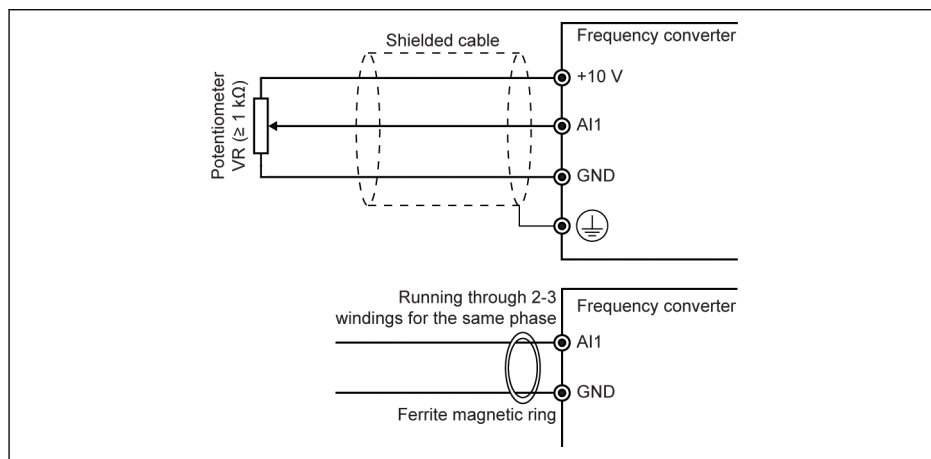 Shielded cable
Frequency converter
+10 V
AI1
GND
Potentiometer
VR (≥ 1 kΩ)
Running through 2-3
windings for the same phase
Frequency converter
AI1
GND
Ferrite magnetic ring